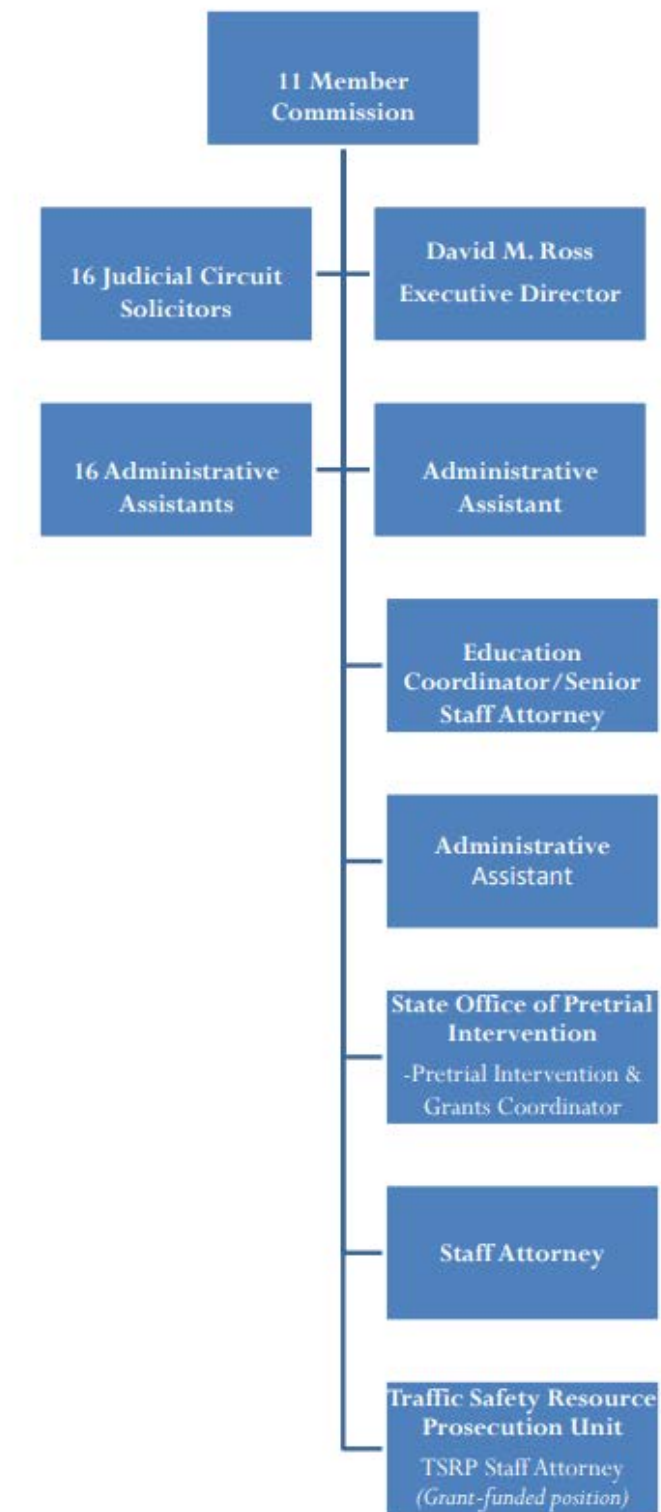 11 Member
Commission
16 Judicial Circuit
Solicitors
David M. Ross
Executive Director
16 Administrative
Assistants
Administrative
Assistant
Education
Coordinator/Senior
Staff Attorney
Administrative
Assistant
State Office of Pretrial
Intervention
-Pretrial Intervention &
Grants Coordinator
Staff Attorney
Traffic Safety Resource
Prosecution Unit
TSRP Staff Attorney
(Grant-funded position)